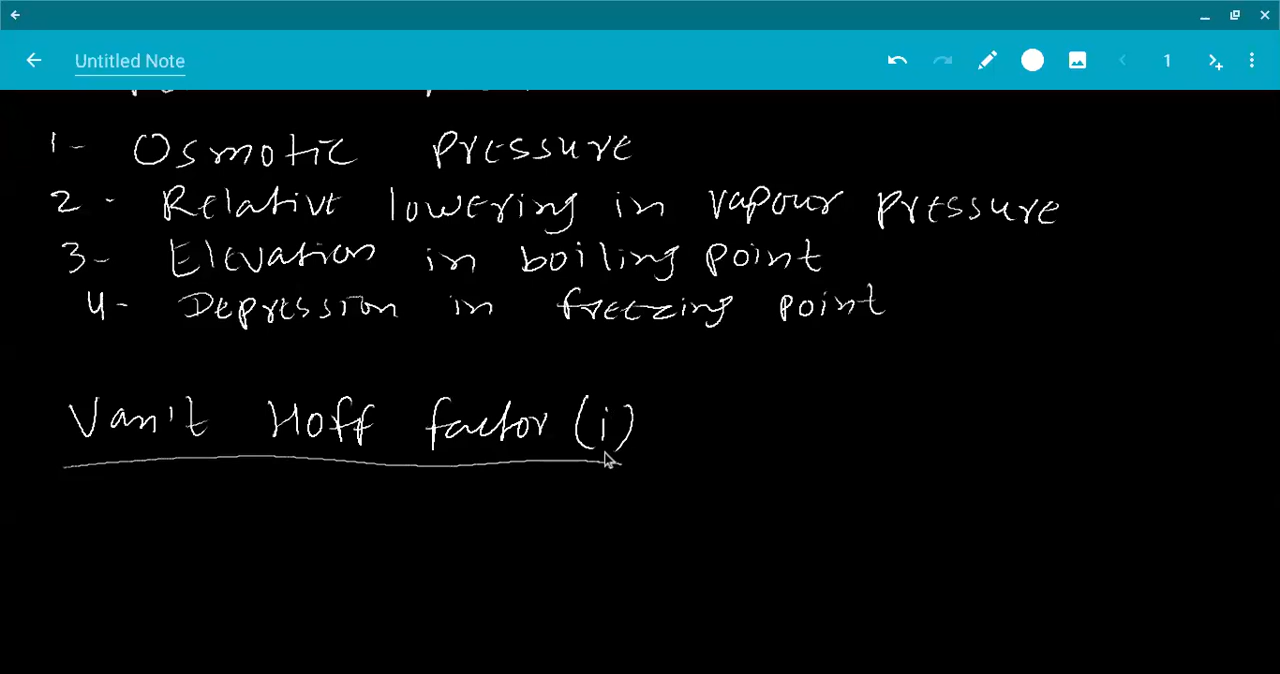 Untitled Note
1
1- Osmotic pressure
2- Relative lowering in vapour pressure
3- Elevation in boiling point
4- Depression in freezing point
Van't Hoff factor (i)